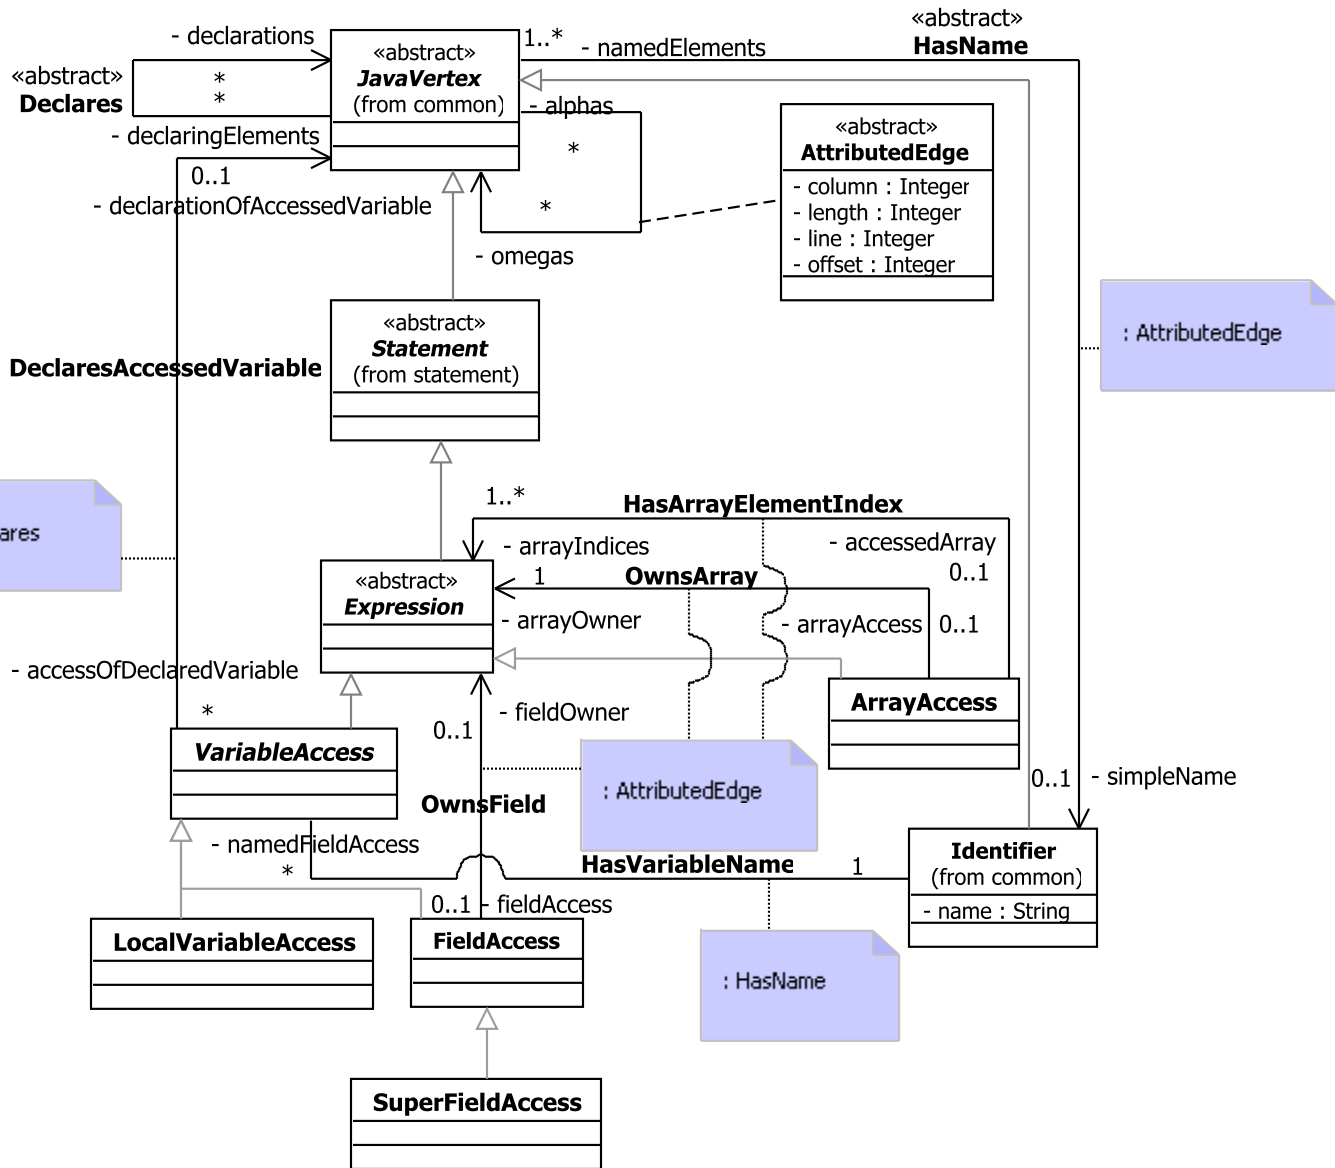 «abstract»
- declarations
1..*
- namedElements
HasName
«abstract»
Declares
*
*
«abstract»
JavaVertex
(from common)
- alphas
*
*
- declaringElements
0..1
- declarationOfAccessedVariable
- omegas
«abstract»
AttributedEdge
- column : Integer
- length : Integer
- line : Integer
- offset : Integer
: AttributedEdge
«abstract»
Statement
(from statement)
DeclaresAccessedVariable
1..*
HasArrayElementIndex
ares
- arrayIndices
- accessedArray
0..1
1
OwnsArray
«abstract»
Expression
- arrayOwner
- arrayAccess
0..1
- accessOfDeclaredVariable
*
ArrayAccess
- fieldOwner
0..1
VariableAccess
: AttributedEdge
0..1
- simpleName
OwnsField
- namedFieldAccess
*
HasVariableName
1
Identifier
(from common)
- name : String
0..1
- fieldAccess
LocalVariableAccess
FieldAccess
: HasName
SuperFieldAccess